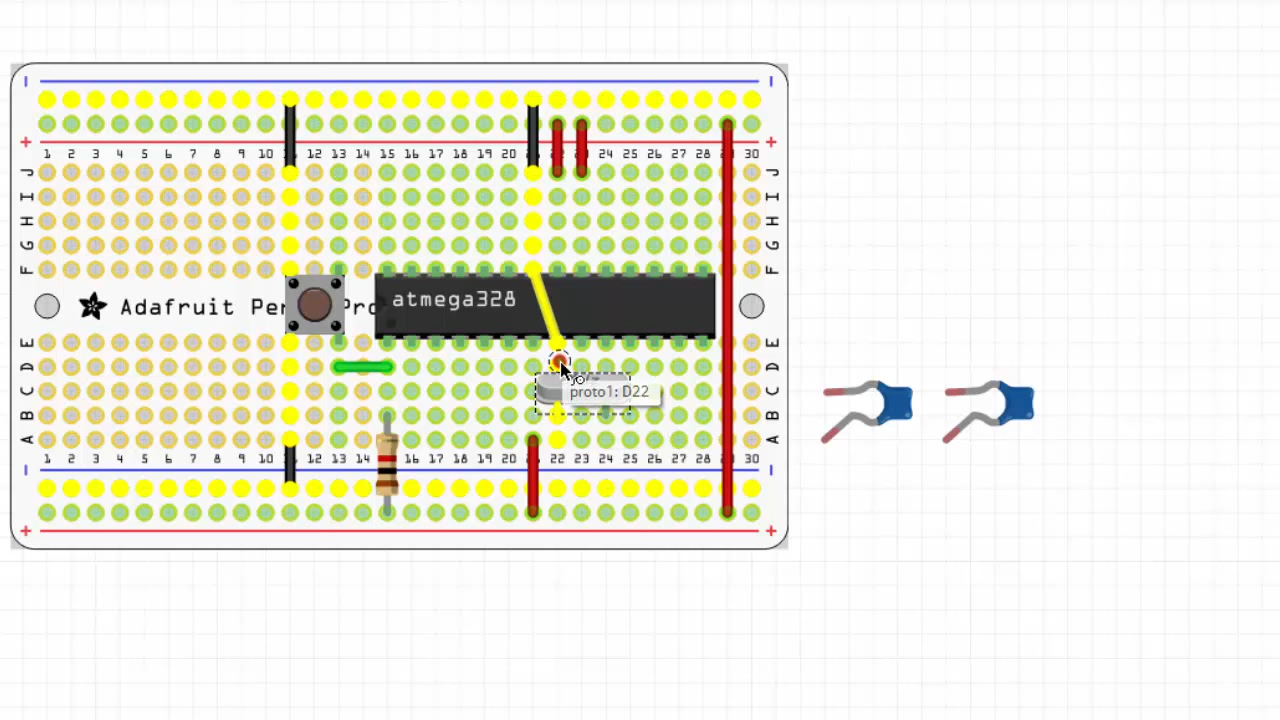 1 2 3 4 5 6 7 8 9 10 12 13 14 15 16 17 18 19 20 24 25 26 27 28 30
J J
I I
H H
G G
F F
atmega328
Adafruit Per Pro
E E
D D
C C
proto1: D22
B B
A A
1 2 3 4 5 6 7 8 9 10 12 13 14 16 17 18 19 20 22 23 24 25 26 27 28 30